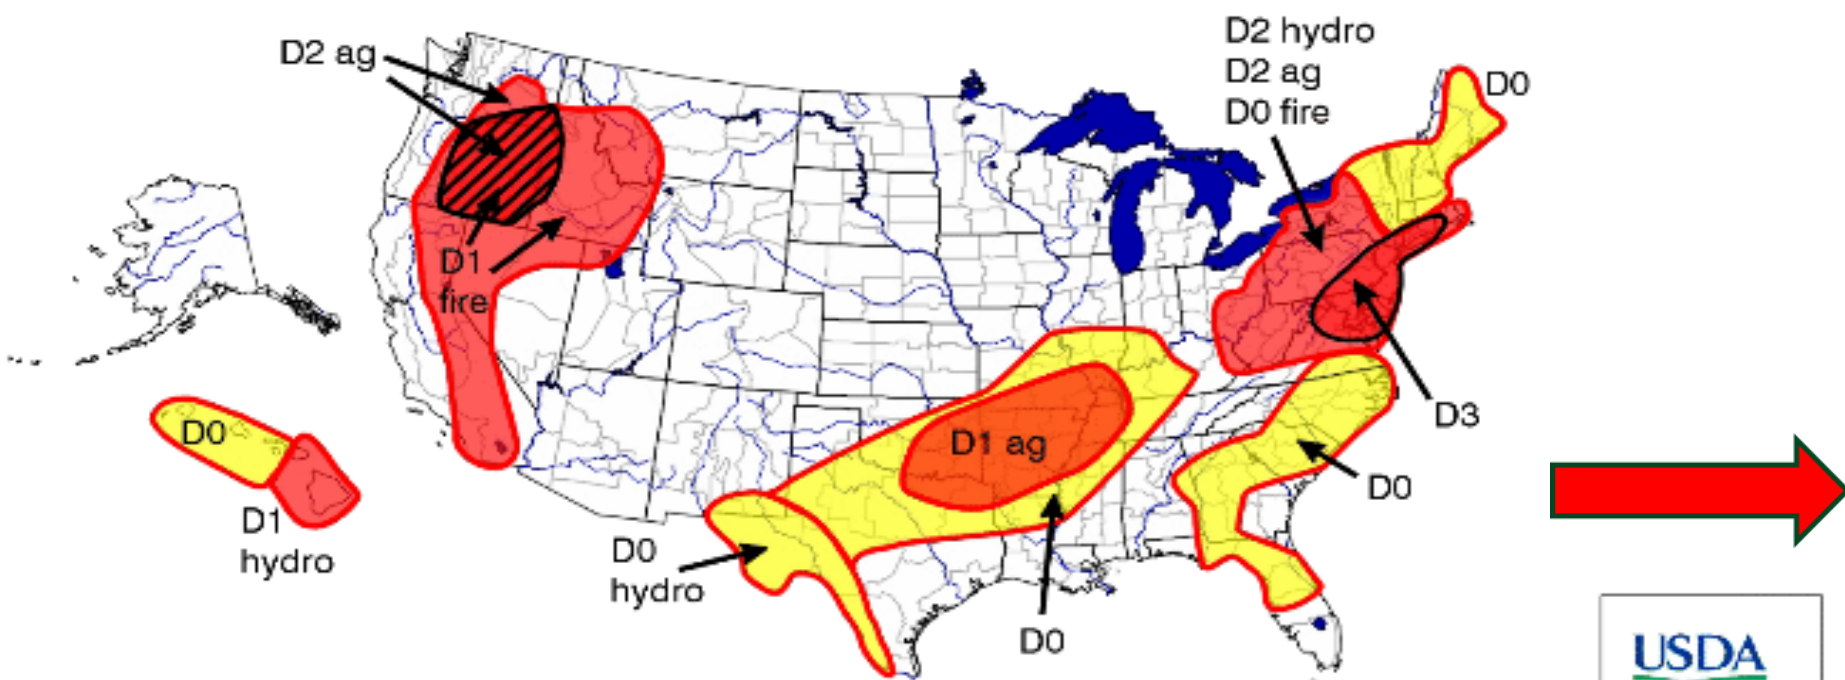 D2 ag
D2 hydro
D2 ag
D0 fire
D0
D1
fire
D3
D0
D1 ag
D0
D1
hydro
D0
hydro
D0
USDA